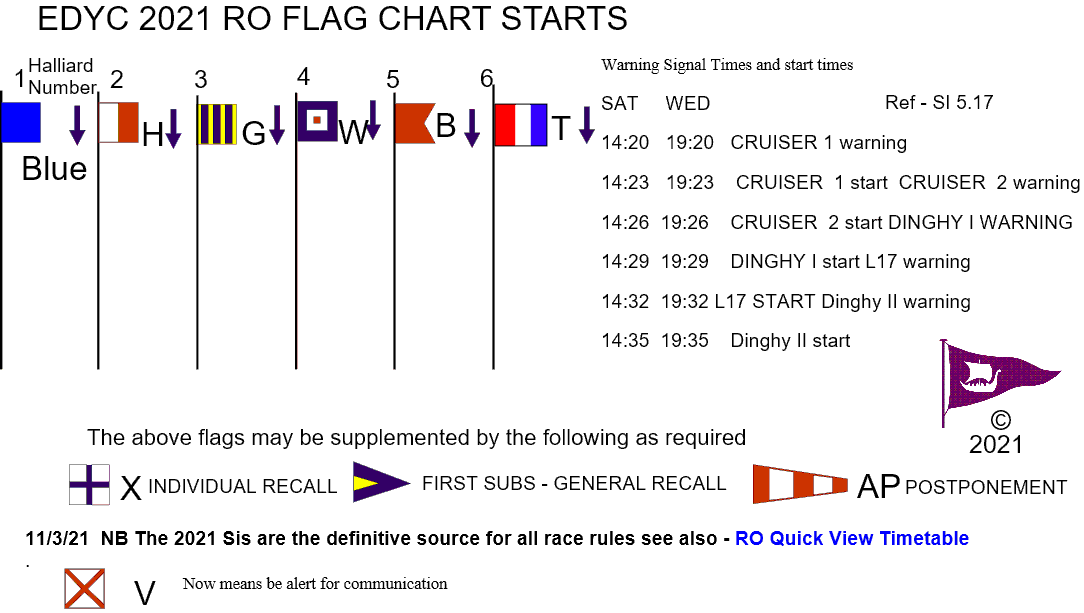 EDYC 2021 RO FLAG CHART STARTS
1 Halliard Number 2 3 4 5 6
Blue H G W B T
Warning Signal Times and start times
SAT WED Ref - SI 5.17
14:20 19:20 CRUISER 1 warning
14:23 19:23 CRUISER 1 start CRUISER 2 warning
14:26 19:26 CRUISER 2 start DINGHY I WARNING
14:29 19:29 DINGHY I start L17 warning
14:32 19:32 L17 START Dinghy II warning
14:35 19:35 Dinghy II start
©
2021
The above flags may be supplemented by the following as required
X INDIVIDUAL RECALL FIRST SUBS - GENERAL RECALL AP POSTPONEMENT
11/3/21 NB The 2021 Sis are the definitive source for all race rules see also - RO Quick View Timetable
.
V Now means be alert for communication